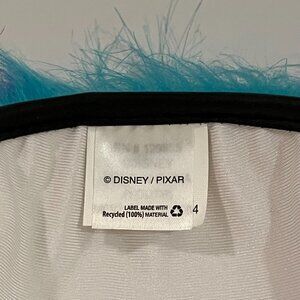 © DISNEY / PIXAR
LABEL MADE WITH
Recycled (100%) MATERIAL
4